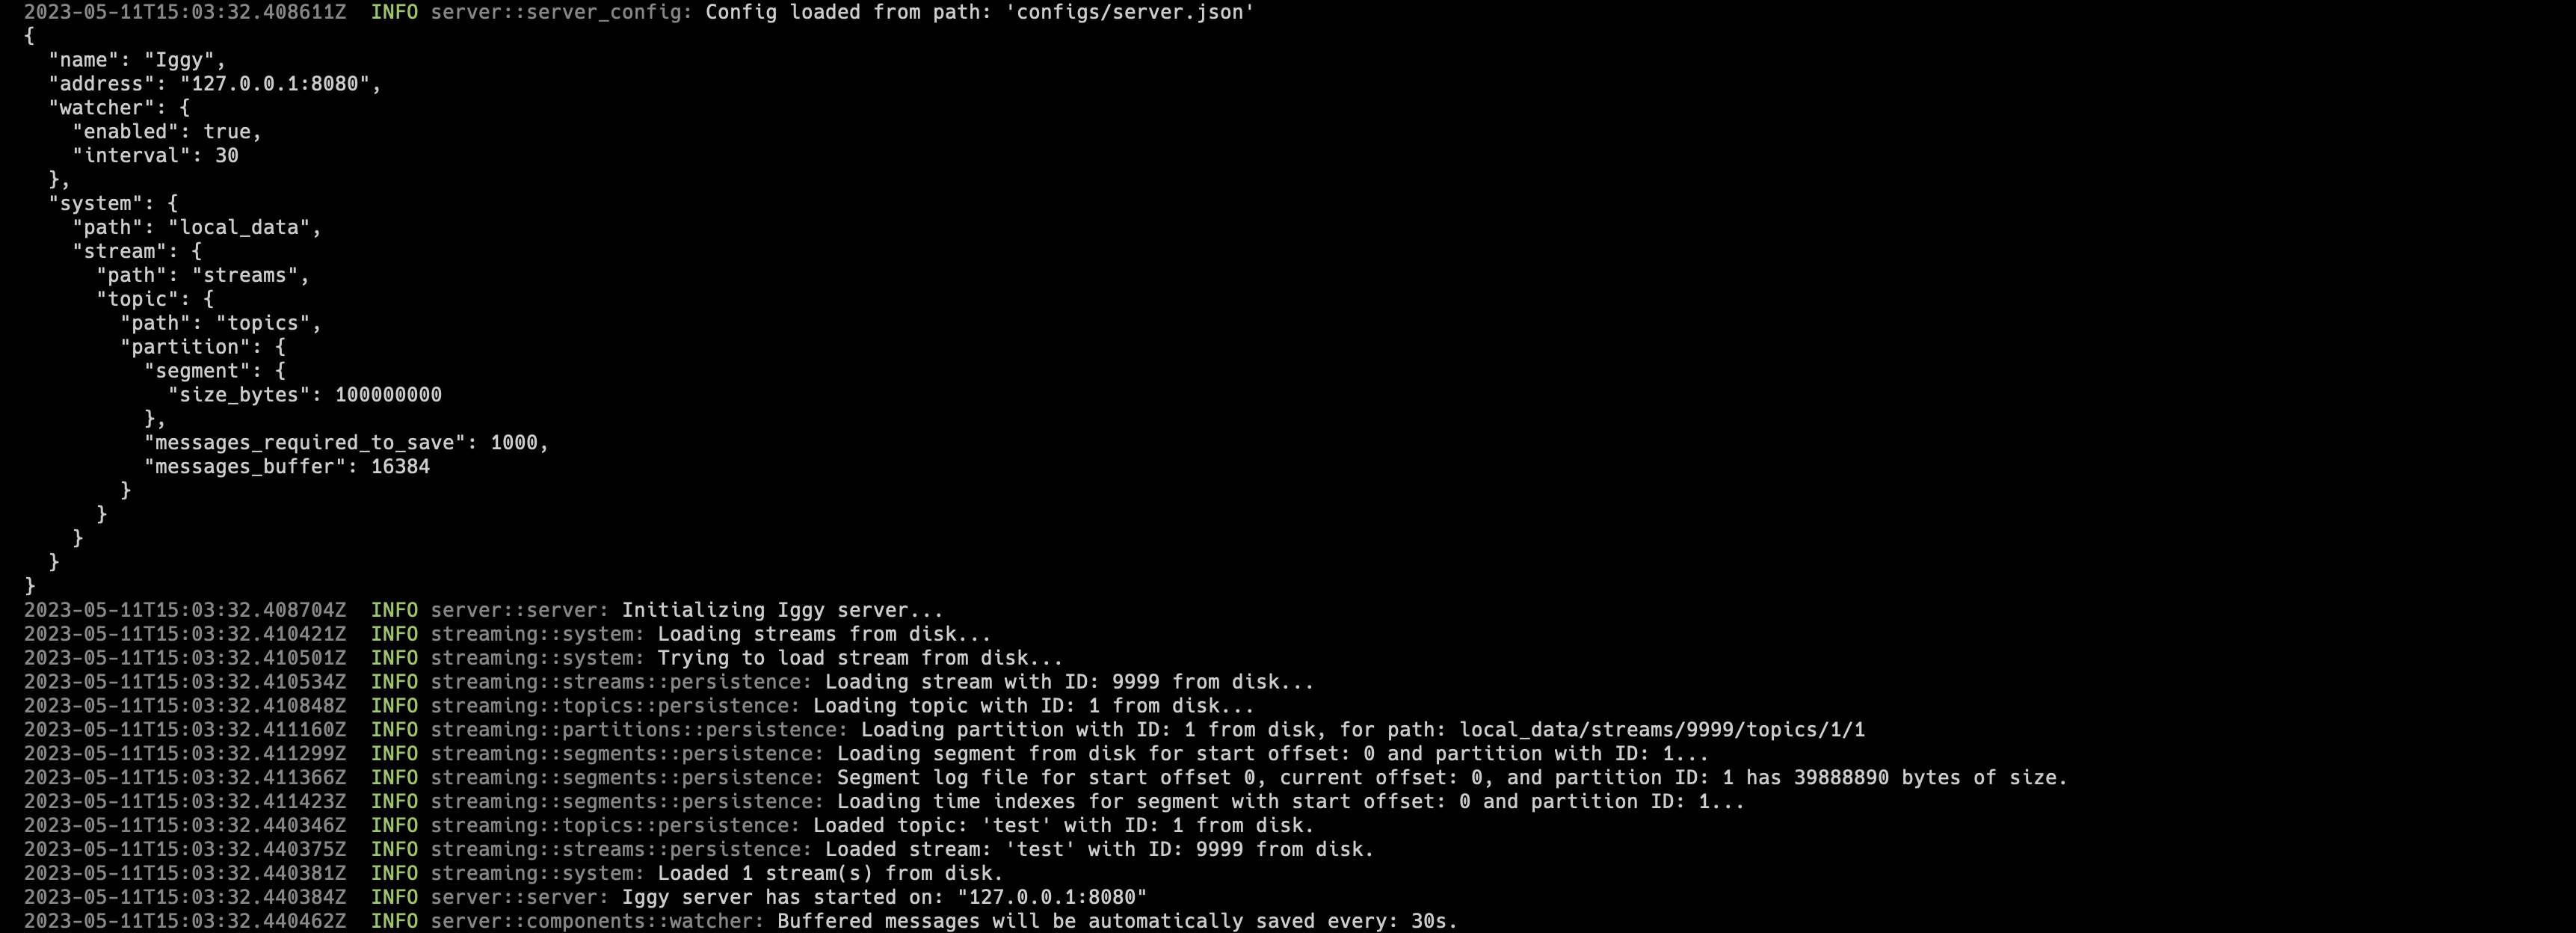 2023-05-11T15:03:32.408611Z  INFO server::server_config: Config loaded from path: 'configs/server.json'
{
  "name": "Iggy",
  "address": "127.0.0.1:8080",
  "watcher": {
    "enabled": true,
    "interval": 30
  },
  "system": {
    "path": "local_data",
    "stream": {
      "path": "streams",
      "topic": {
        "path": "topics",
        "partition": {
          "segment": {
            "size_bytes": 100000000
          },
          "messages_required_to_save": 1000,
          "messages_buffer": 16384
        }
      }
    }
  }
}
2023-05-11T15:03:32.408704Z  INFO server::server: Initializing Iggy server...
2023-05-11T15:03:32.410421Z  INFO streaming::system: Loading streams from disk...
2023-05-11T15:03:32.410501Z  INFO streaming::system: Trying to load stream from disk...
2023-05-11T15:03:32.410534Z  INFO streaming::streams::persistence: Loading stream with ID: 9999 from disk...
2023-05-11T15:03:32.410848Z  INFO streaming::topics::persistence: Loading topic with ID: 1 from disk...
2023-05-11T15:03:32.411160Z  INFO streaming::partitions::persistence: Loading partition with ID: 1 from disk, for path: local_data/streams/9999/topics/1/1
2023-05-11T15:03:32.411299Z  INFO streaming::segments::persistence: Loading segment from disk for start offset: 0 and partition with ID: 1...
2023-05-11T15:03:32.411366Z  INFO streaming::segments::persistence: Segment log file for start offset 0, current offset: 0, and partition ID: 1 has 39888890 bytes of size.
2023-05-11T15:03:32.411423Z  INFO streaming::segments::persistence: Loading time indexes for segment with start offset: 0 and partition ID: 1...
2023-05-11T15:03:32.440346Z  INFO streaming::topics::persistence: Loaded topic: 'test' with ID: 1 from disk.
2023-05-11T15:03:32.440375Z  INFO streaming::streams::persistence: Loaded stream: 'test' with ID: 9999 from disk.
2023-05-11T15:03:32.440381Z  INFO streaming::system: Loaded 1 stream(s) from disk.
2023-05-11T15:03:32.440384Z  INFO server::server: Iggy server has started on: "127.0.0.1:8080"
2023-05-11T15:03:32.440462Z  INFO server::components::watcher: Buffered messages will be automatically saved every: 30s.